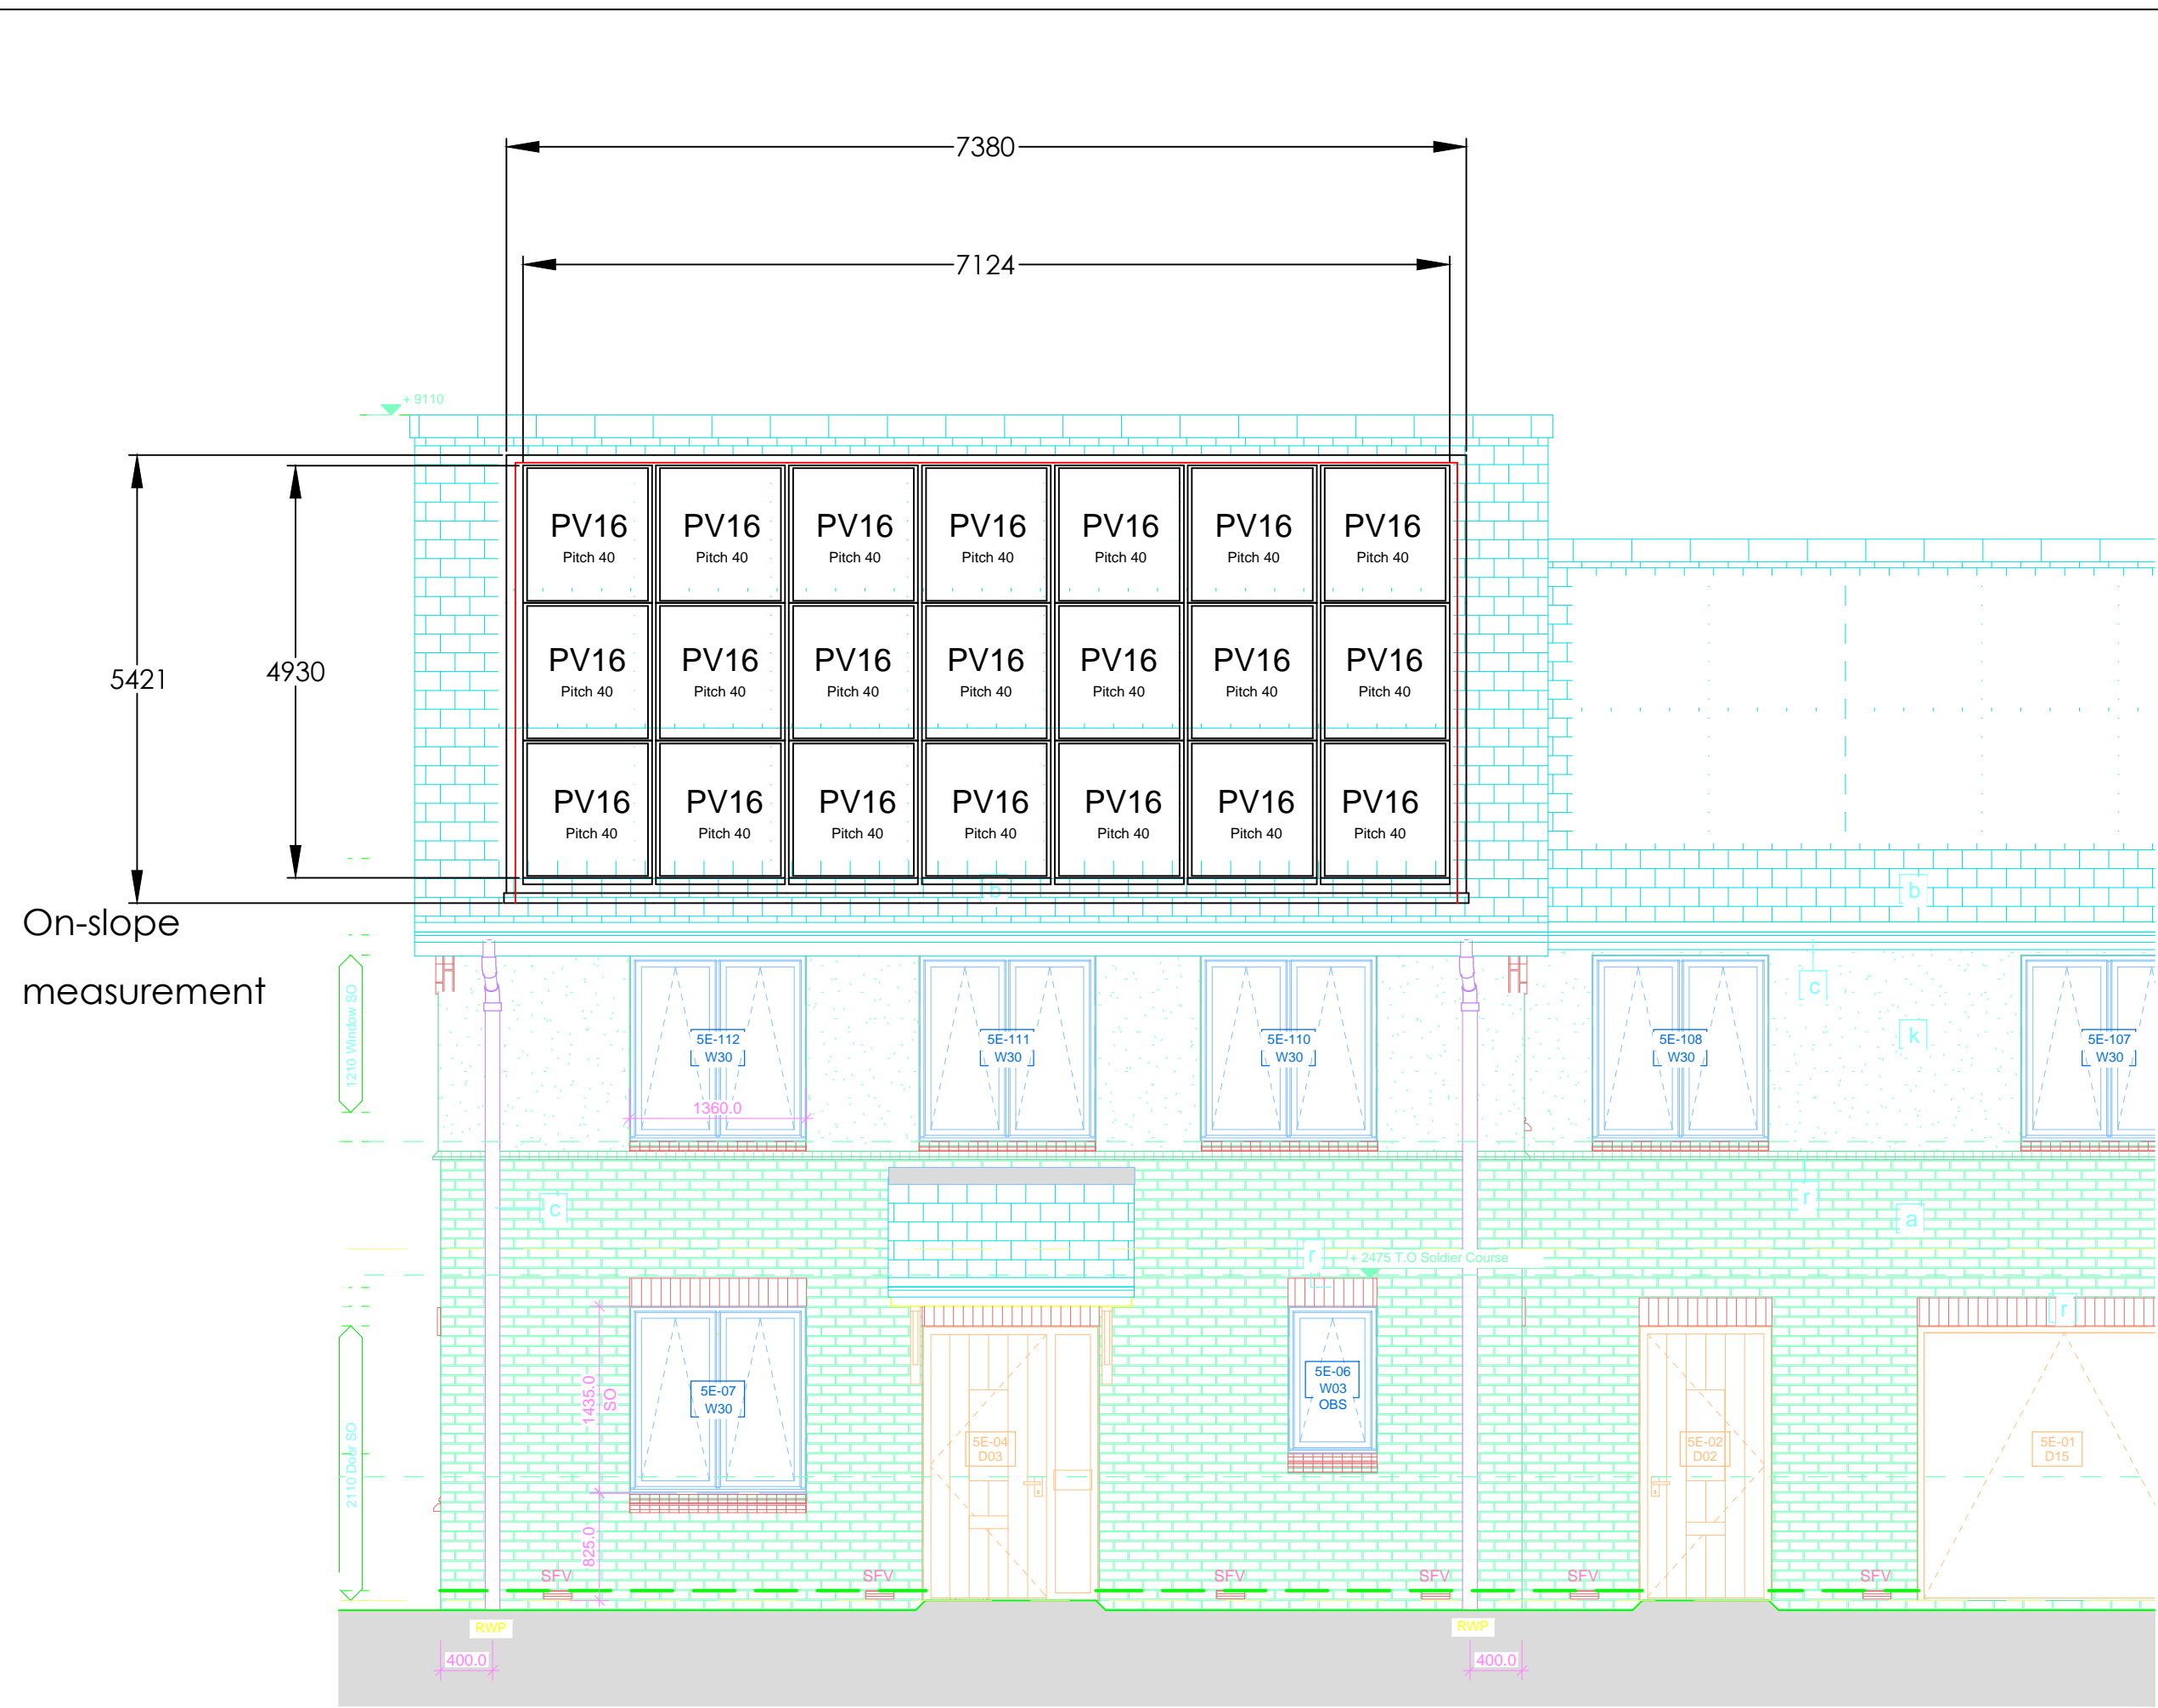 7380
7124
+ 9110
PV16 PV16 PV16 PV16 PV16 PV16 PV16
Pitch 40 Pitch 40 Pitch 40 Pitch 40 Pitch 40 Pitch 40 Pitch 40
5421
4930
PV16 PV16 PV16 PV16 PV16 PV16 PV16
Pitch 40 Pitch 40 Pitch 40 Pitch 40 Pitch 40 Pitch 40 Pitch 40
PV16 PV16 PV16 PV16 PV16 PV16 PV16
Pitch 40 Pitch 40 Pitch 40 Pitch 40 Pitch 40 Pitch 40 Pitch 40
b
b
On-slope
measurement
c
k
1210 Window SO
5E-112
W30
5E-111
W30
5E-110
W30
5E-108
W30
5E-107
W30
1360.0
c
r
a
r
+ 2475 T.O Soldier Course
r
1435.0
SO
5E-07
W30
5E-06
W03
OBS
5E-04
D03
5E-02
D02
5E-01
D15
2110 Door SO
825.0
SFV SFV SFV SFV SFV SFV
RWP RWP
400.0 400.0